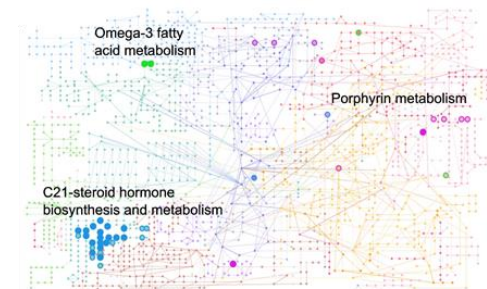 Omega-3 fatty
acid metabolism
Porphyrin metabolism
C21-steroid hormone
biosynthesis and metabolism